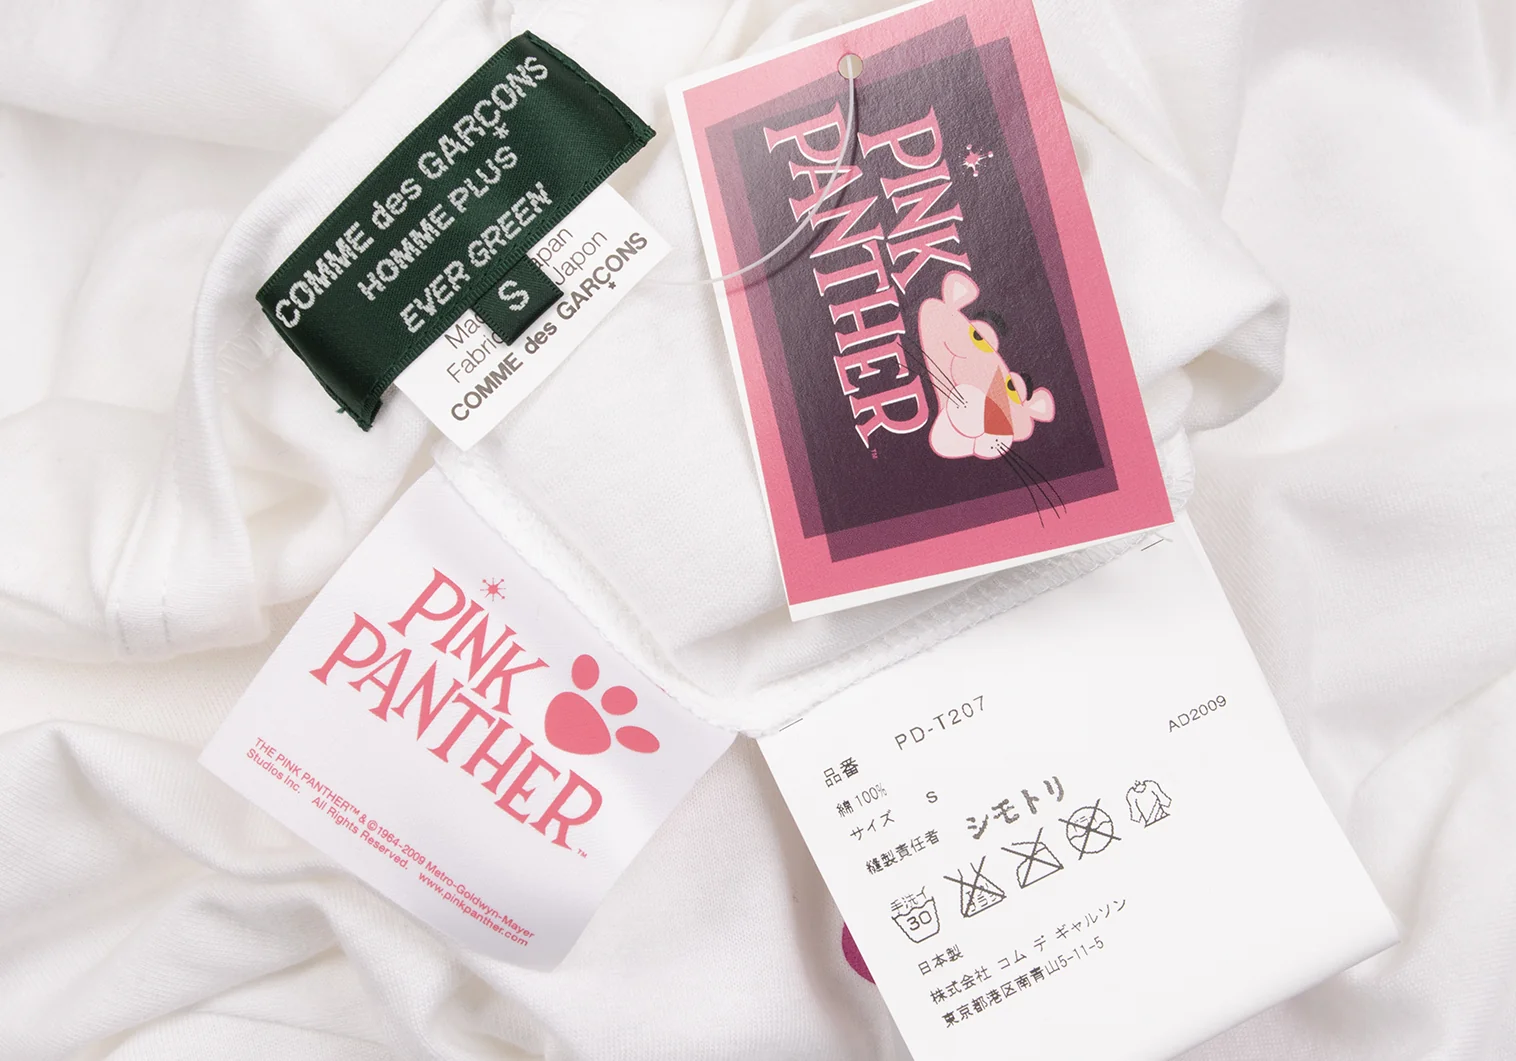 COMME des GARÇONS
HOMME PLUS
EVER GREEN
S
Japon
COMME des GARÇONS
PINK
PANTHER
TM
PINK
PANTHER
TM
THE PINK PANTHER™ & ©1964-2009 Metro-Goldwyn-Mayer
Studios Inc. All Rights Reserved. www.pinkpanther.com
品番 PD-T207 AD2009
綿 100%
サイズ S
縫製責任者 シモトリ
手洗イ
30
日本製
株式会社 コム デ ギャルソン
東京都港区南青山5-11-5